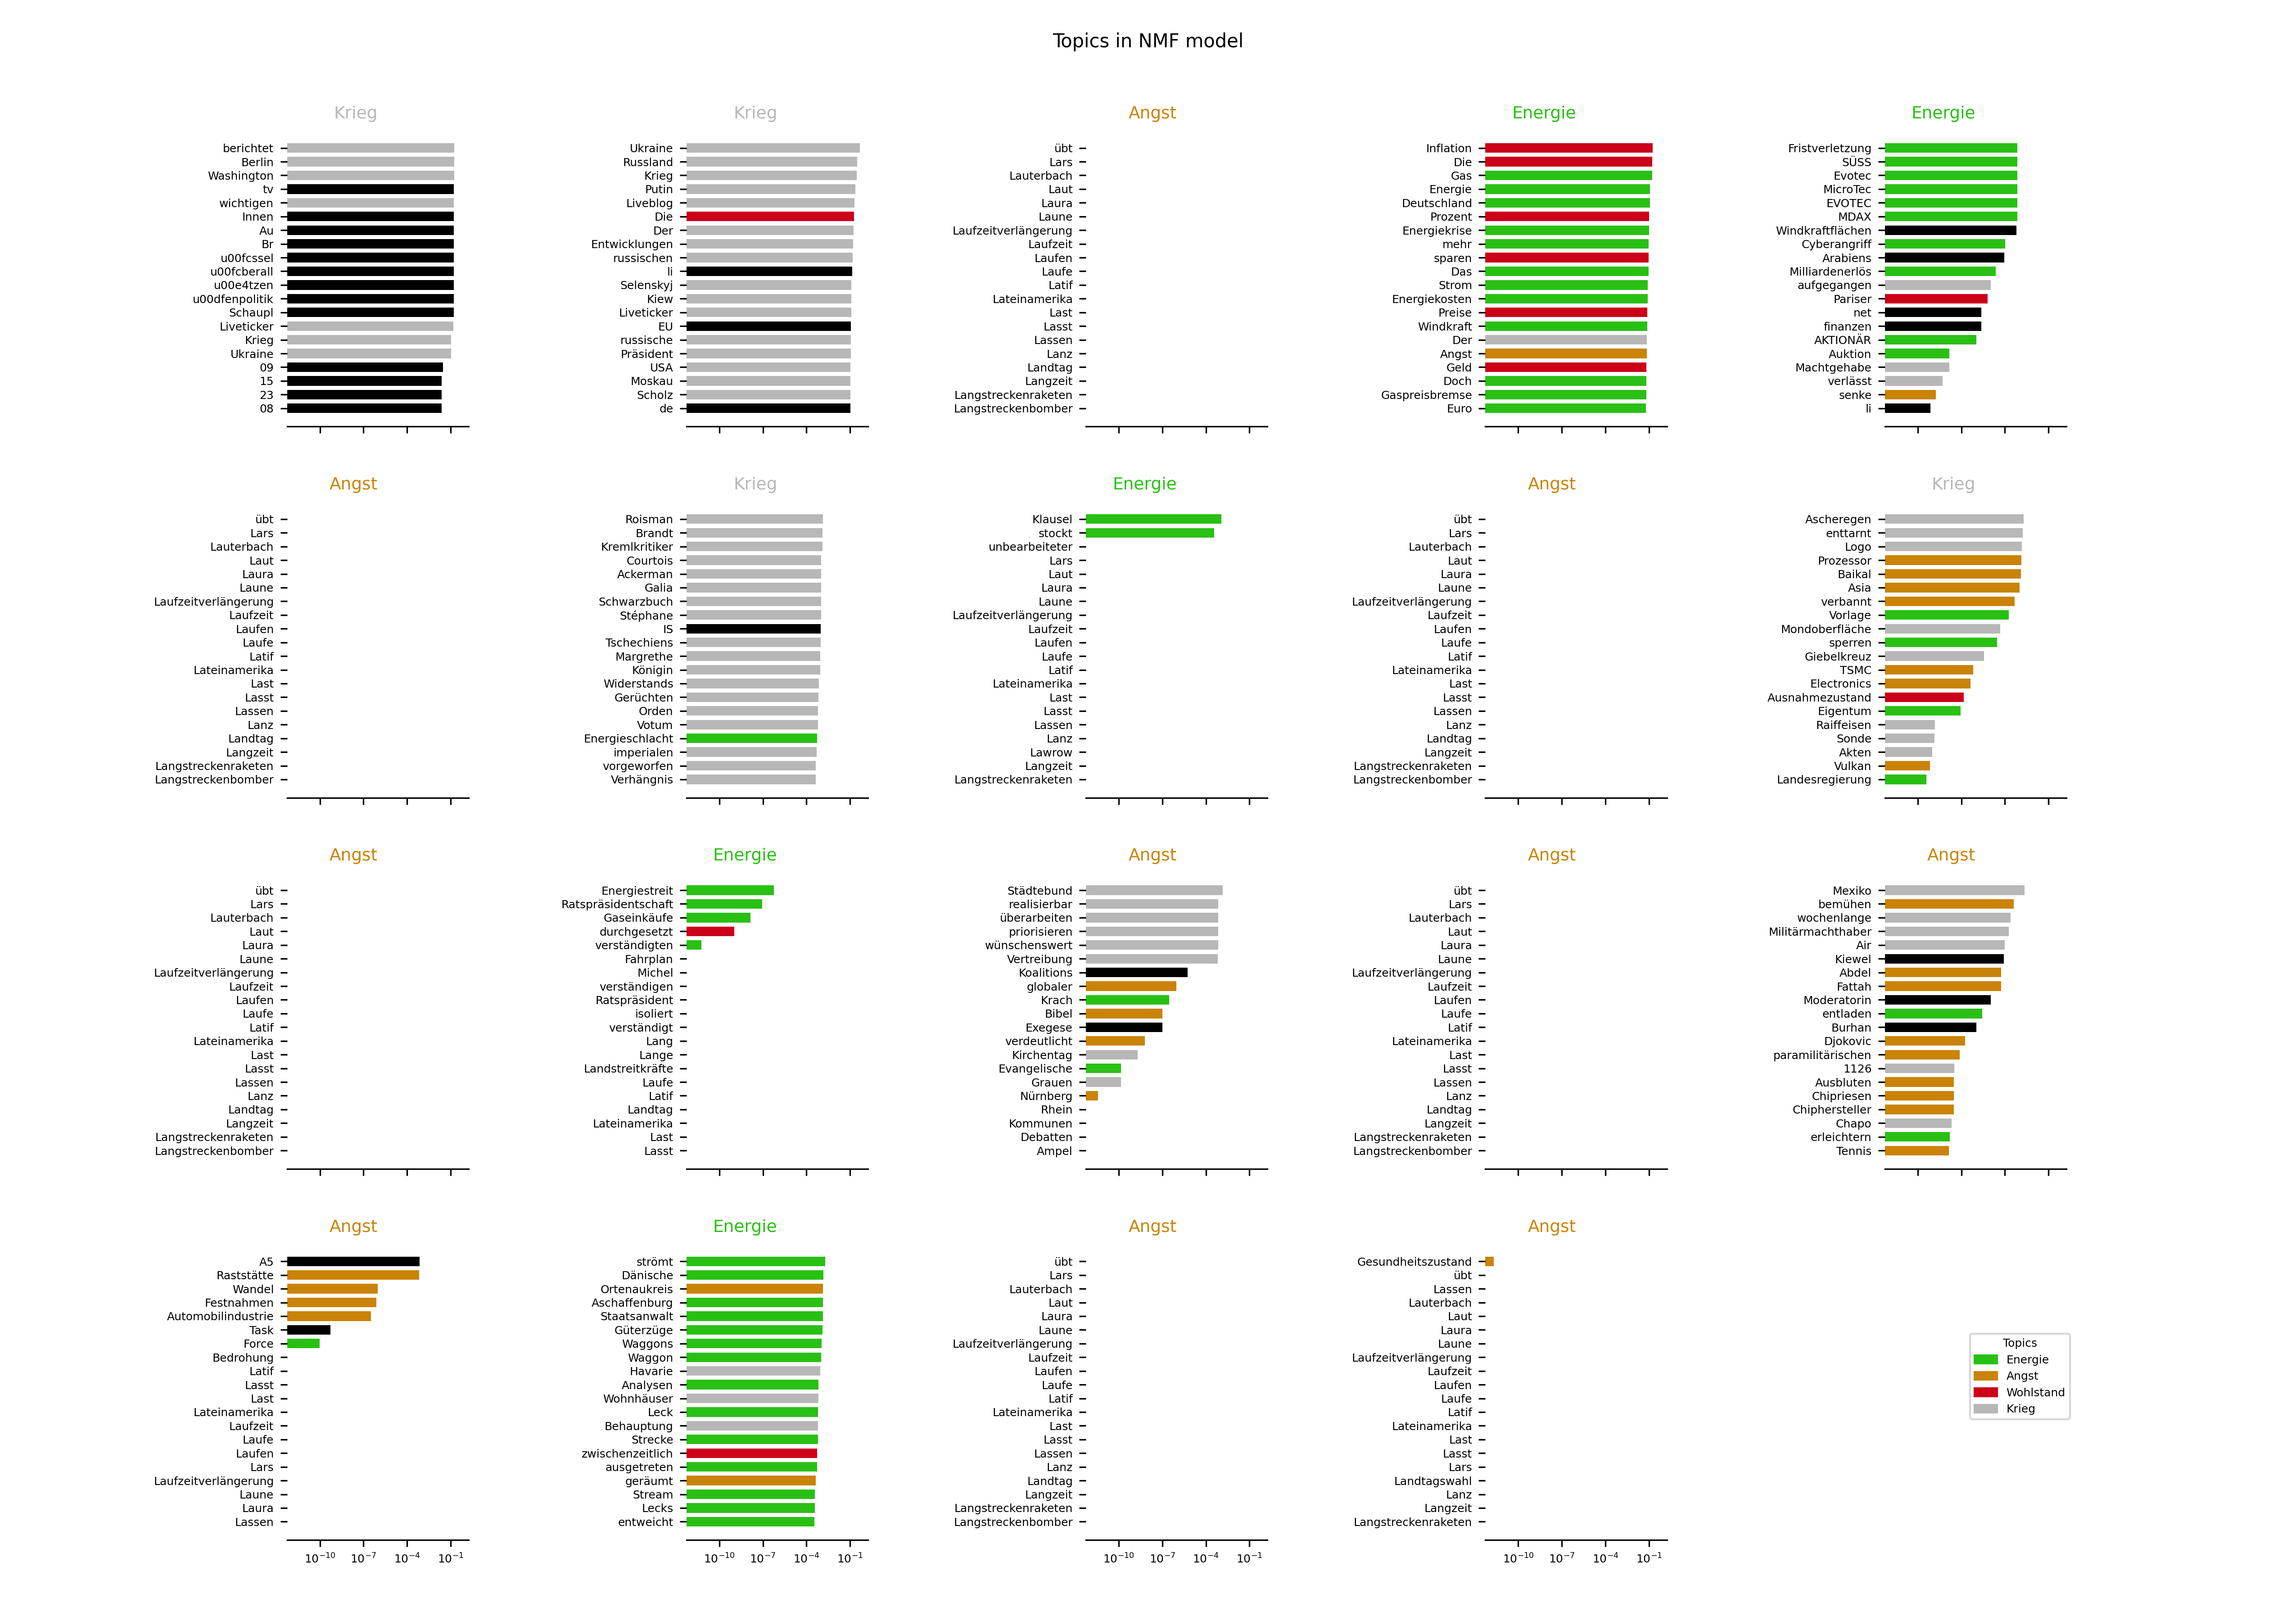 Topics in NMF model
Krieg
berichtet
Berlin
Washington
tv
wichtigen
Innen
Au
Br
u00fcssel
u00fcberall
u00e4tzen
u00dfenpolitik
Schaupl
Liveticker
Krieg
Ukraine
09
15
23
08
Krieg
Ukraine
Russland
Krieg
Putin
Liveblog
Die
Der
Entwicklungen
russischen
li
Selenskyj
Kiew
Liveticker
EU
russische
Präsident
USA
Moskau
Scholz
de
Angst
übt
Lars
Lauterbach
Laut
Laura
Laune
Laufzeitverlängerung
Laufzeit
Laufen
Laufe
Latif
Lateinamerika
Last
Lasst
Lassen
Lanz
Landtag
Langzeit
Langstreckenraketen
Langstreckenbomber
Energie
Inflation
Die
Gas
Energie
Deutschland
Prozent
Energiekrise
mehr
sparen
Das
Strom
Energiekosten
Preise
Windkraft
Der
Angst
Geld
Doch
Gaspreisbremse
Euro
Energie
Fristverletzung
SÜSS
Evotec
MicroTec
EVOTEC
MDAX
Windkraftflächen
Cyberangriff
Arabiens
Milliardenerlös
aufgegangen
Pariser
net
finanzen
AKTIONÄR
Auktion
Machtgehabe
verlässt
senke
li
Angst
übt
Lars
Lauterbach
Laut
Laura
Laune
Laufzeitverlängerung
Laufzeit
Laufen
Laufe
Latif
Lateinamerika
Last
Lasst
Lassen
Lanz
Landtag
Langzeit
Langstreckenraketen
Langstreckenbomber
Krieg
Roisman
Brandt
Kremlkritiker
Courtois
Ackerman
Galia
Schwarzbuch
Stéphane
IS
Tschechiens
Margrethe
Königin
Widerstands
Gerüchten
Orden
Votum
Energieschlacht
imperialen
vorgeworfen
Verhängnis
Energie
Klausel
stockt
unbearbeiteter
Lars
Laut
Laura
Laune
Laufzeitverlängerung
Laufzeit
Laufen
Laufe
Latif
Lateinamerika
Last
Lasst
Lassen
Lanz
Lawrow
Langzeit
Langstreckenraketen
Angst
übt
Lars
Lauterbach
Laut
Laura
Laune
Laufzeitverlängerung
Laufzeit
Laufen
Laufe
Latif
Lateinamerika
Last
Lasst
Lassen
Lanz
Landtag
Langzeit
Langstreckenraketen
Langstreckenbomber
Krieg
Ascheregen
enttarnt
Logo
Prozessor
Baikal
Asia
verbannt
Vorlage
Mondoberfläche
sperren
Giebelkreuz
TSMC
Electronics
Ausnahmezustand
Eigentum
Raiffeisen
Sonde
Akten
Vulkan
Landesregierung
Angst
übt
Lars
Lauterbach
Laut
Laura
Laune
Laufzeitverlängerung
Laufzeit
Laufen
Laufe
Latif
Lateinamerika
Last
Lasst
Lassen
Lanz
Landtag
Langzeit
Langstreckenraketen
Langstreckenbomber
Energie
Energiestreit
Ratspräsidentschaft
Gaseinkäufe
durchgesetzt
verständigten
Fahrplan
Michel
verständigen
Ratspräsident
isoliert
verständigt
Lang
Lange
Landstreitkräfte
Laufe
Latif
Landtag
Lateinamerika
Last
Lasst
Angst
Städtebund
realisierbar
überarbeiten
priorisieren
wünschenswert
Vertreibung
Koalitions
globaler
Krach
Bibel
Exegese
verdeutlicht
Kirchentag
Evangelische
Grauen
Nürnberg
Rhein
Kommunen
Debatten
Ampel
Angst
übt
Lars
Lauterbach
Laut
Laura
Laune
Laufzeitverlängerung
Laufzeit
Laufen
Laufe
Latif
Lateinamerika
Last
Lasst
Lassen
Lanz
Landtag
Langzeit
Langstreckenraketen
Langstreckenbomber
Angst
Mexiko
bemühen
wochenlange
Militärmachthaber
Air
Kiewel
Abdel
Fattah
Moderatorin
entladen
Burhan
Djokovic
paramilitärischen
1126
Ausbluten
Chipriesen
Chiphersteller
Chapo
erleichtern
Tennis
Angst
A5
Raststätte
Wandel
Festnahmen
Automobilindustrie
Task
Force
Bedrohung
Latif
Lasst
Last
Lateinamerika
Laufzeit
Laufe
Laufen
Lars
Laufzeitverlängerung
Laune
Laura
Lassen
10⁻¹⁰ 10⁻⁷ 10⁻⁴ 10⁻¹
Energie
strömt
Dänische
Ortenaukreis
Aschaffenburg
Staatsanwalt
Güterzüge
Waggons
Waggon
Havarie
Analysen
Wohnhäuser
Leck
Behauptung
Strecke
zwischenzeitlich
ausgetreten
geräumt
Stream
Lecks
entweicht
10⁻¹⁰ 10⁻⁷ 10⁻⁴ 10⁻¹
Angst
übt
Lars
Lauterbach
Laut
Laura
Laune
Laufzeitverlängerung
Laufzeit
Laufen
Laufe
Latif
Lateinamerika
Last
Lasst
Lassen
Lanz
Landtag
Langzeit
Langstreckenraketen
Langstreckenbomber
10⁻¹⁰ 10⁻⁷ 10⁻⁴ 10⁻¹
Angst
Gesundheitszustand
übt
Lassen
Lauterbach
Laut
Laura
Laune
Laufzeitverlängerung
Laufzeit
Laufen
Laufe
Latif
Lateinamerika
Last
Lasst
Lars
Landtagswahl
Lanz
Langzeit
Langstreckenraketen
10⁻¹⁰ 10⁻⁷ 10⁻⁴ 10⁻¹
Topics
Energie
Angst
Wohlstand
Krieg